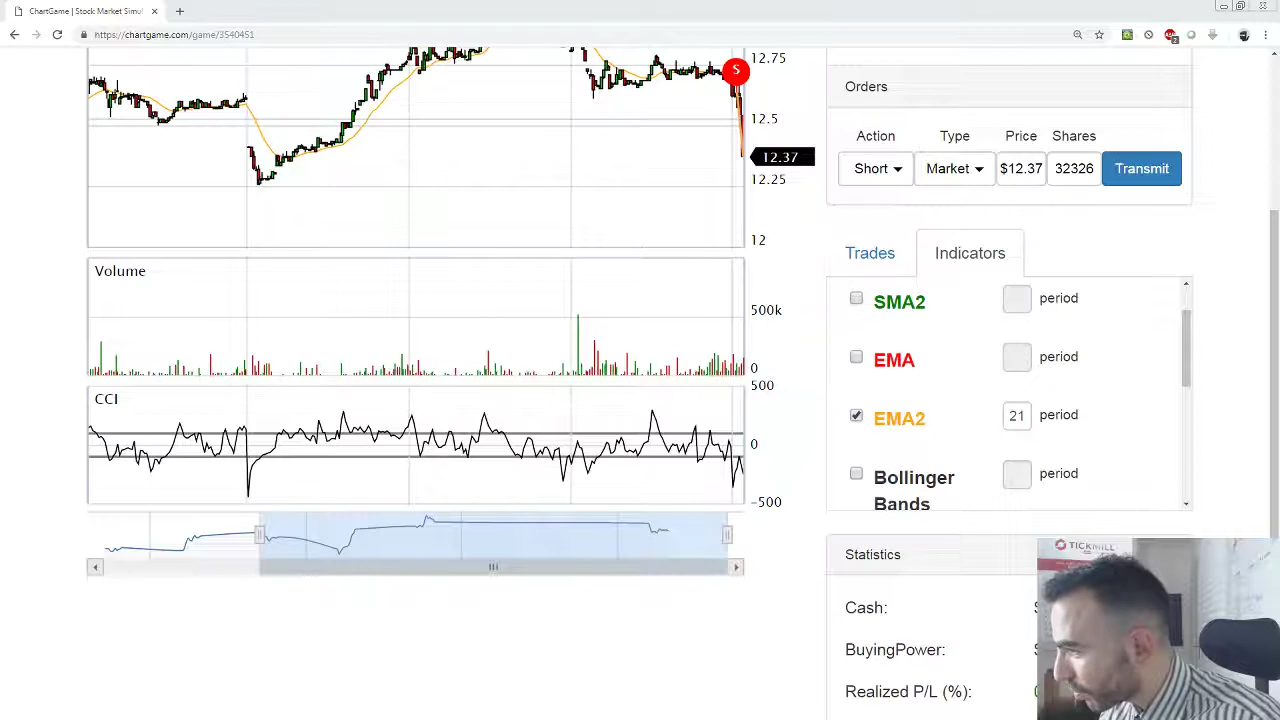 ChartGame | Stock Market Simul
https://chartgame.com/game/3540451
12.75
S
12.5
12.37
12.25
12
Volume
500k
0
CCI
500
0
-500
Orders
Action Type Price Shares
Short Market $12.37 32326 Transmit
Trades Indicators
SMA2 period
EMA period
EMA2 21 period
Bollinger period
Bands
Statistics
Cash:
BuyingPower:
Realized P/L (%):
TICKMILL